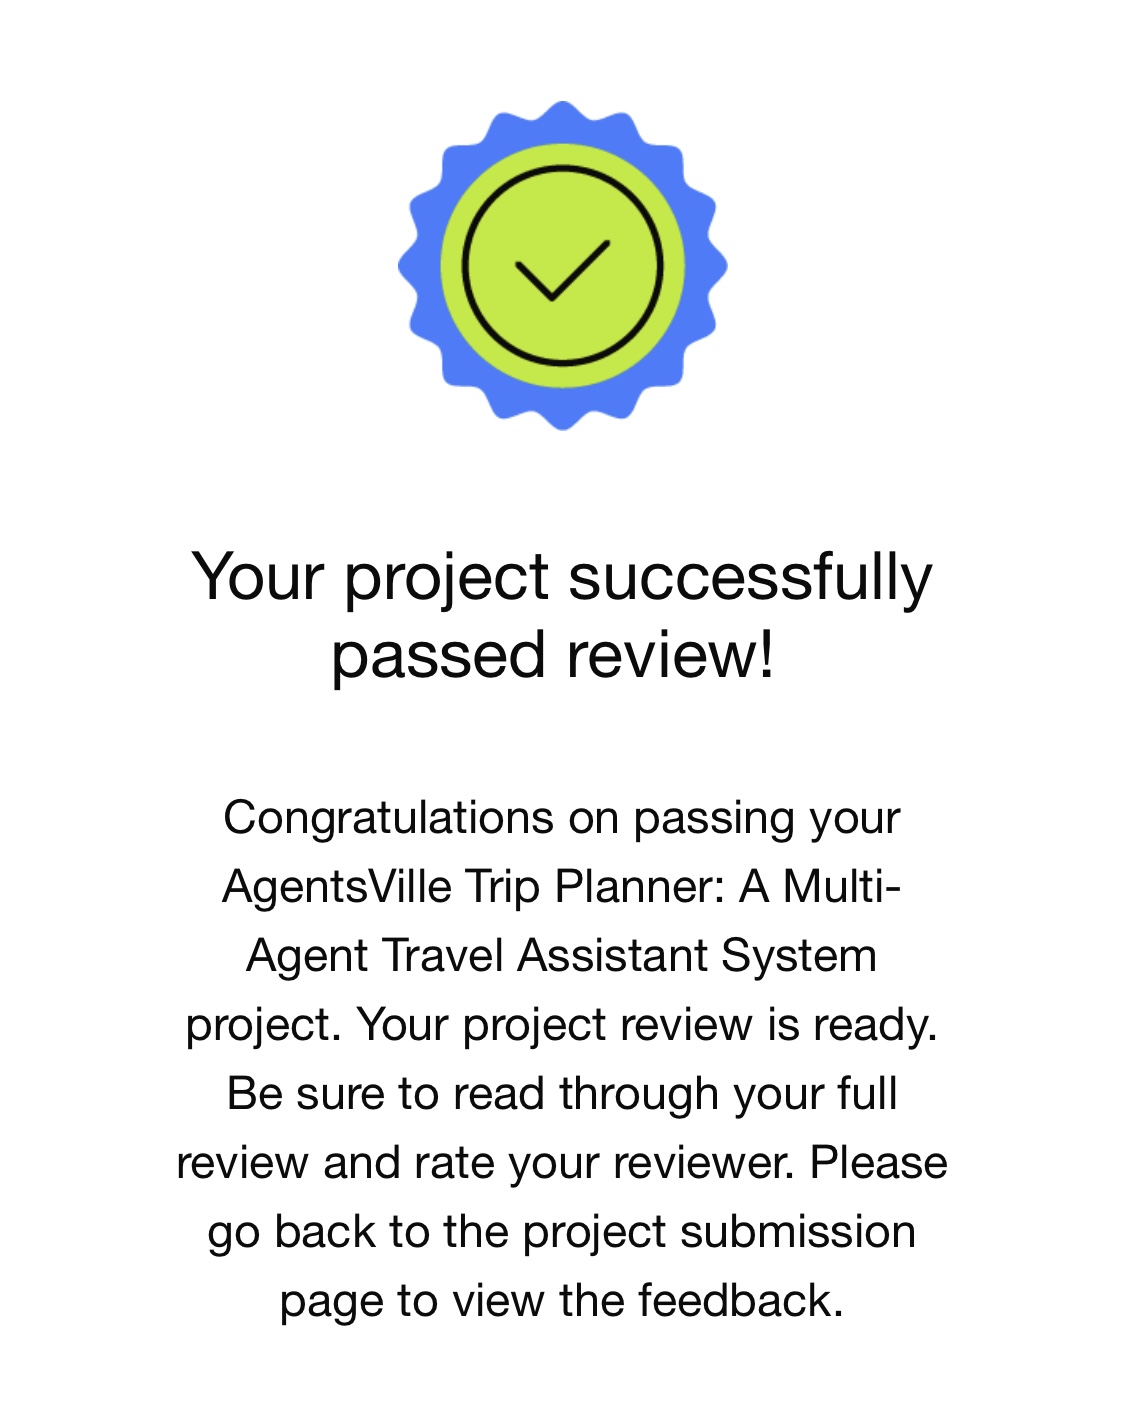 Your project successfully
passed review!
Congratulations on passing your
AgentsVille Trip Planner: A Multi-
Agent Travel Assistant System
project. Your project review is ready.
Be sure to read through your full
review and rate your reviewer. Please
go back to the project submission
page to view the feedback.